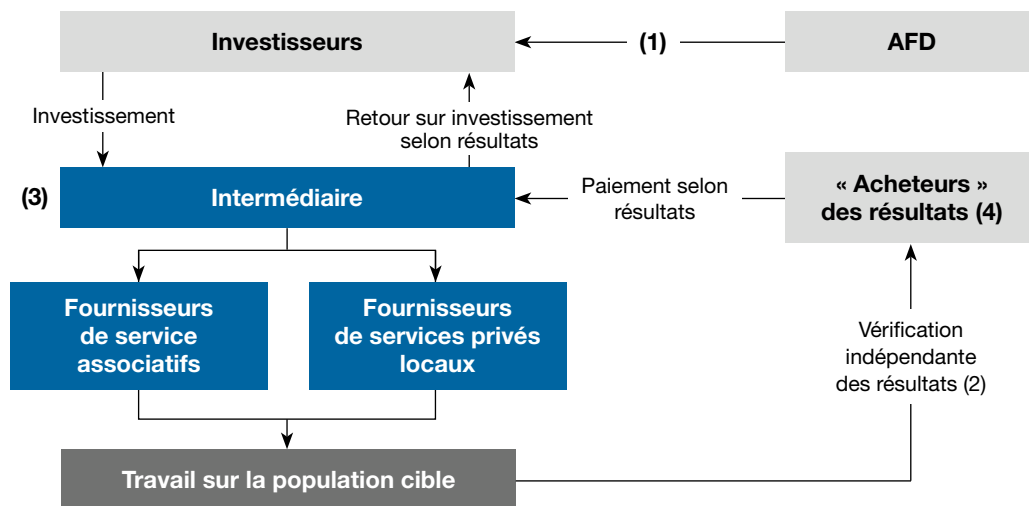 Investisseurs
(1)
AFD
Investissement
Retour sur investissement
selon résultats
(3)
Intermédiaire
Paiement selon
résultats
« Acheteurs »
des résultats (4)
Fournisseurs
de service
associatifs
Fournisseurs
de services privés
locaux
Vérification
indépendante
des résultats (2)
Travail sur la population cible